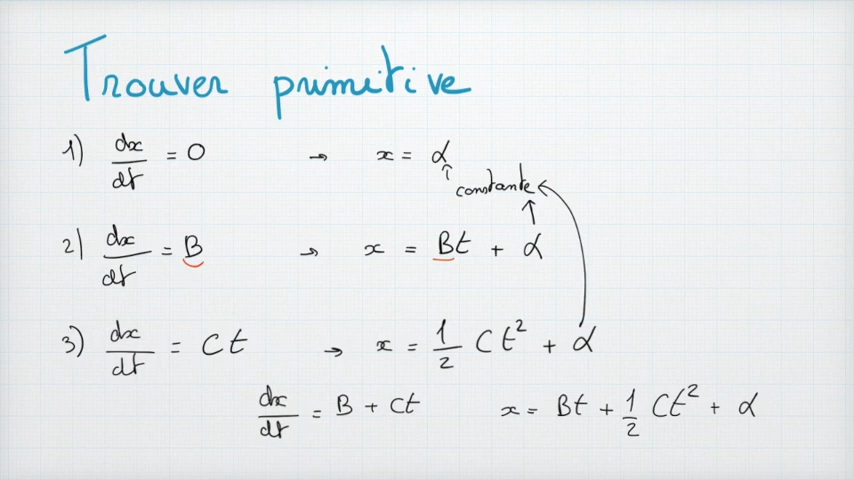 Trouver primitive
1) dx/dt = 0 → x = α
constante
2) dx/dt = B → x = Bt + α
3) dx/dt = Ct → x = 1/2 Ct² + α
dx/dt = B + Ct x = Bt + 1/2 Ct² + α